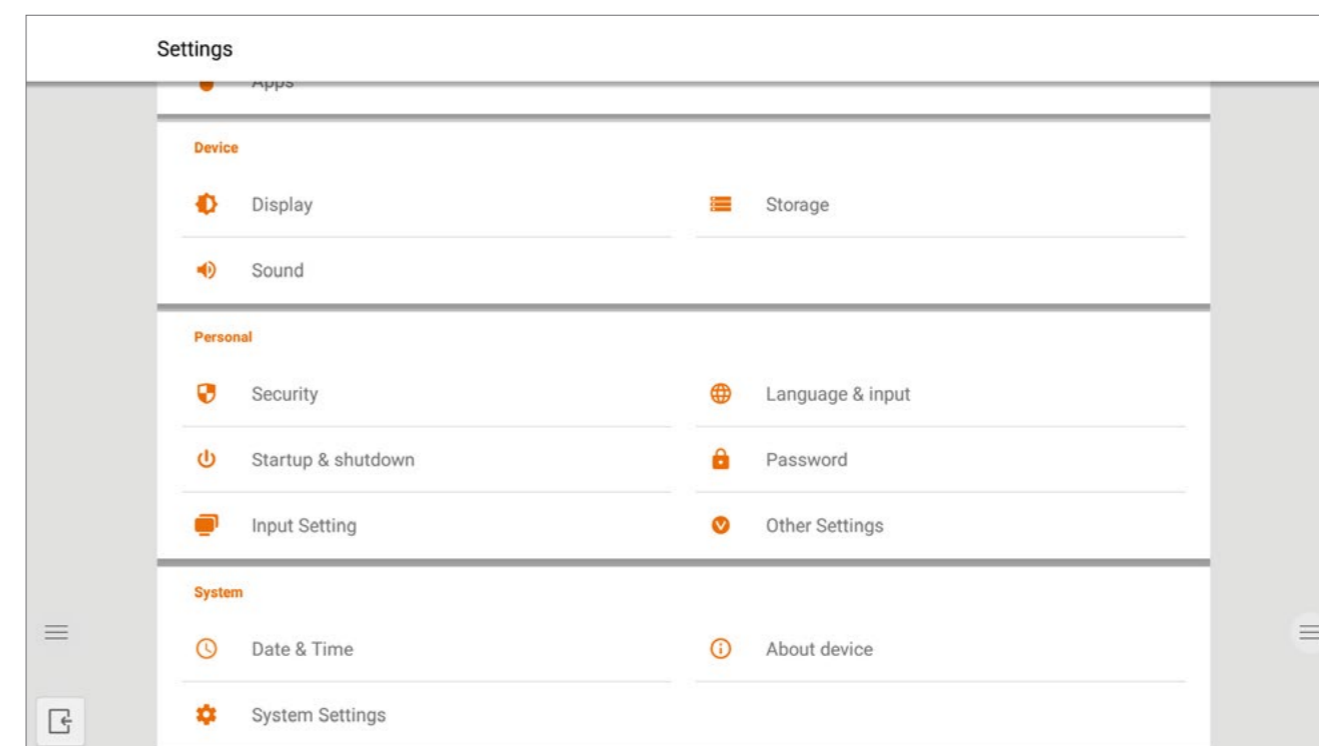 Settings
Apps
Device
Display
Storage
Sound
Personal
Security
Language & input
Startup & shutdown
Password
Input Setting
Other Settings
System
Date & Time
About device
System Settings